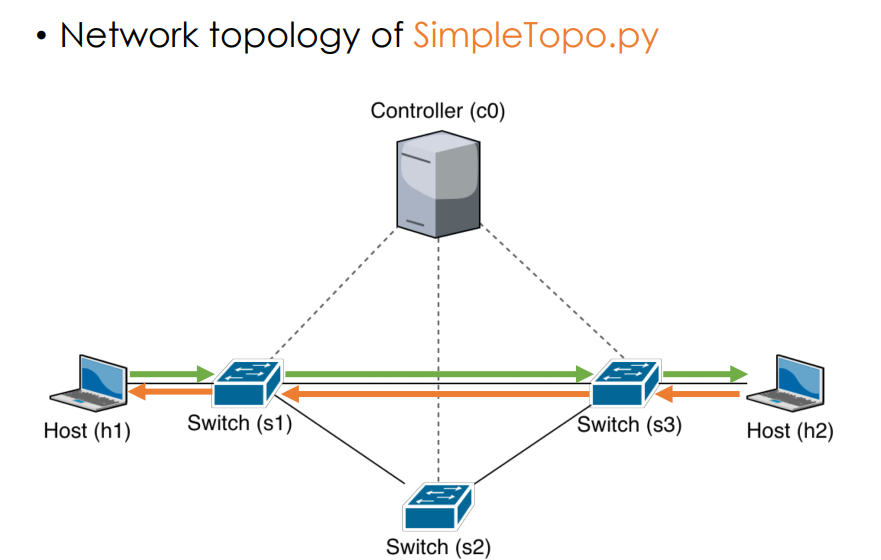 • Network topology of SimpleTopo.py
Controller (c0)
Host (h1)
Switch (s1)
Switch (s3)
Host (h2)
Switch (s2)